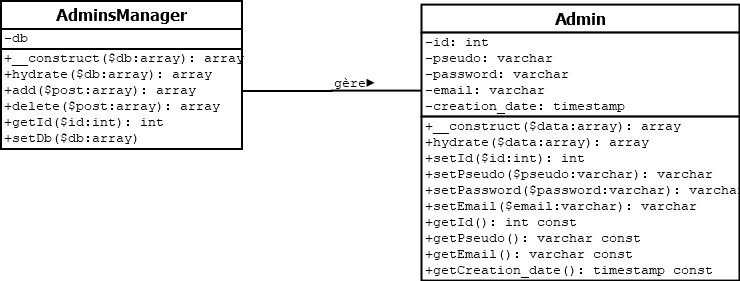 AdminsManager
-db
+__construct($db:array): array
+hydrate($db:array): array
+add($post:array): array
+delete($post:array): array
+getId($id:int): int
+setDb($db:array)
gère▶
Admin
-id: int
-pseudo: varchar
-password: varchar
-email: varchar
-creation_date: timestamp
+__construct($data:array): array
+hydrate($data:array): array
+setId($id:int): int
+setPseudo($pseudo:varchar): varchar
+setPassword($password:varchar): varcha
+setEmail($email:varchar): varchar
+getId(): int const
+getPseudo(): varchar const
+getEmail(): varchar const
+getCreation_date(): timestamp const